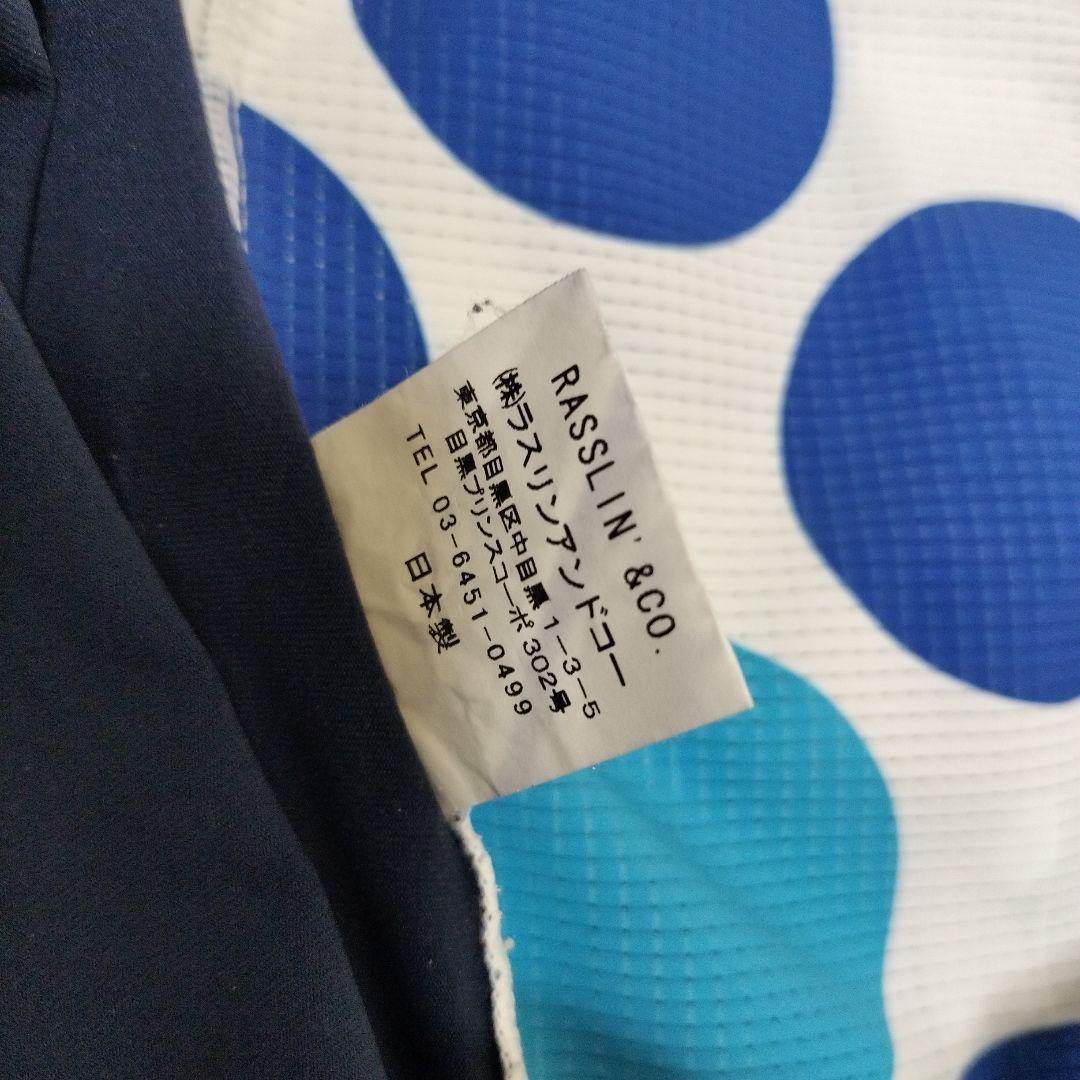 RASSLIN' &CO.
(株)ラスリンアンドコー
東京都目黒区中目黒 1-3-5
目黒プリンスコーポ 302号
TEL 03-6451-0499
日本製